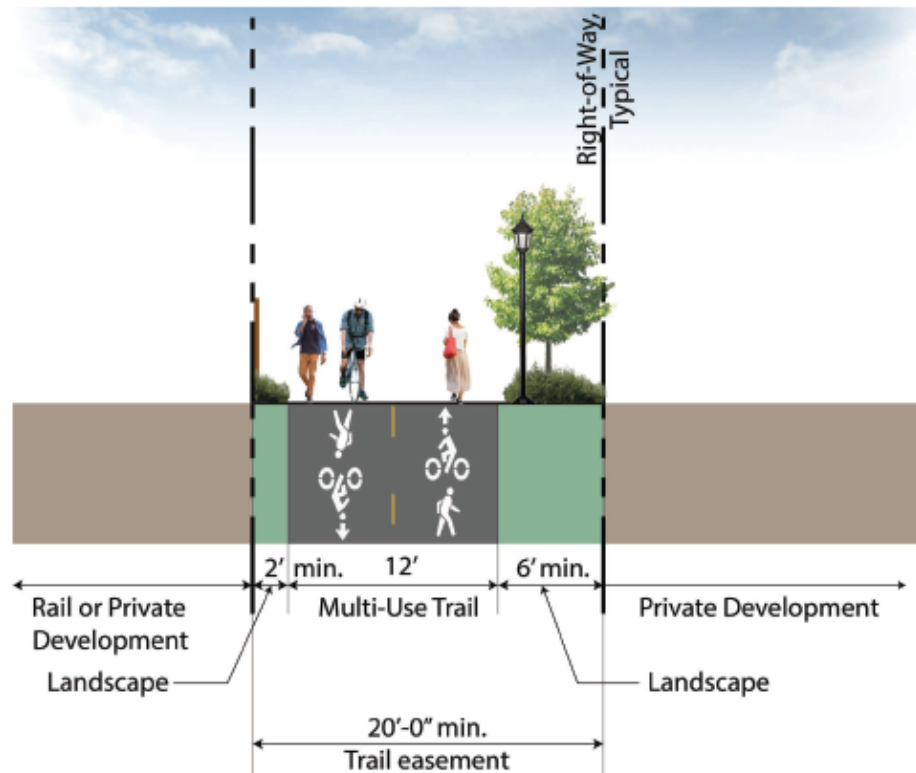 Right-of-Way,
Typical
2' min.
12'
6' min.
Rail or Private
Development
Multi-Use Trail
Private Development
Landscape
Landscape
20'-0" min.
Trail easement